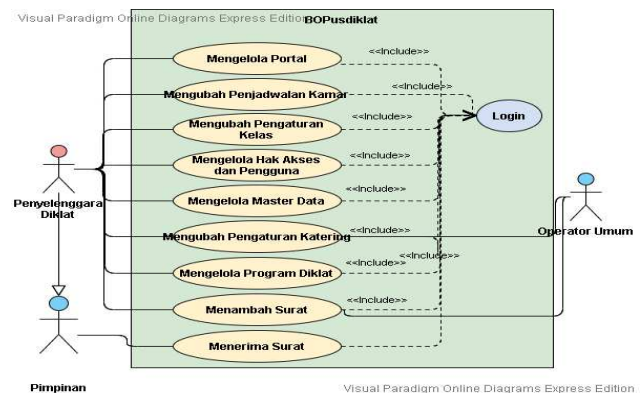 Visual Paradigm Online Diagrams Express Edition
BOPusdiklat
Mengelola Portal
<<Include>>
Mengubah Penjadwalan Kamar
<<Include>>
Login
Mengubah Pengaturan
Kelas
<<Include>>
Mengelola Hak Akses
dan Pengguna
<<Include>>
Penyelenggara
Diklat
Mengelola Master Data
<<Include>>
Operator Umum
Mengubah Pengaturan Katering
<<Include>>
<<Include>>
Mengelola Program Diklat
<<Include>>
Menambah Surat
<<Include>>
Menerima Surat
Pimpinan
Visual Paradigm Online Diagrams Express Edition